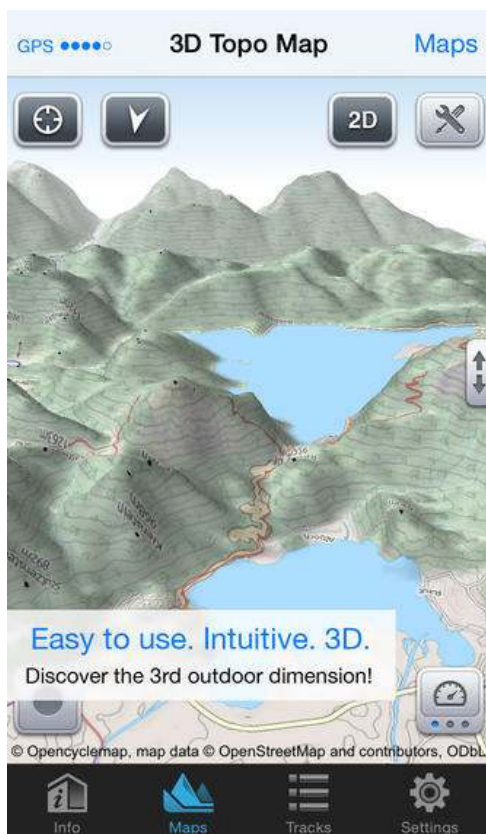 GPS
3D Topo Map
Maps
2D
Easy to use. Intuitive. 3D.
Discover the 3rd outdoor dimension!
© Opencyclemap, map data © OpenStreetMap and contributors, ODbL
Info
Maps
Tracks
Settings